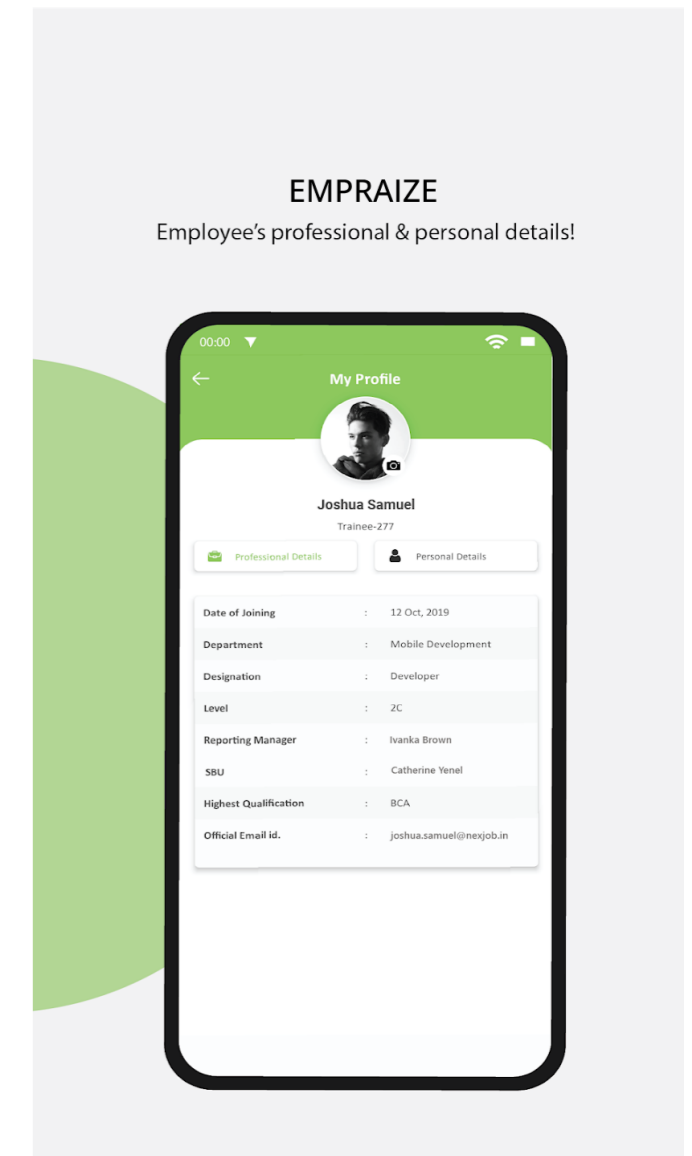 EMPRAIZE
Employee's professional & personal details!
00:00
My Profile
Joshua Samuel
Trainee-277
Professional Details Personal Details
Date of Joining : 12 Oct, 2019
Department : Mobile Development
Designation : Developer
Level : 2C
Reporting Manager : Ivanka Brown
SBU : Catherine Yenel
Highest Qualification : BCA
Official Email id. : joshua.samuel@nexjob.in